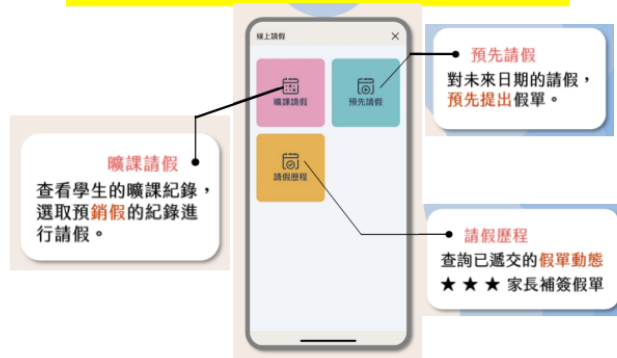 線上請假 ×
曠課請假
預先請假
請假歷程
預先請假
對未來日期的請假，
預先提出假單。
曠課請假
查看學生的曠課紀錄，
選取預銷假的紀錄進
行請假。
請假歷程
查詢已遞交的假單動態
★ ★ ★ 家長補簽假單